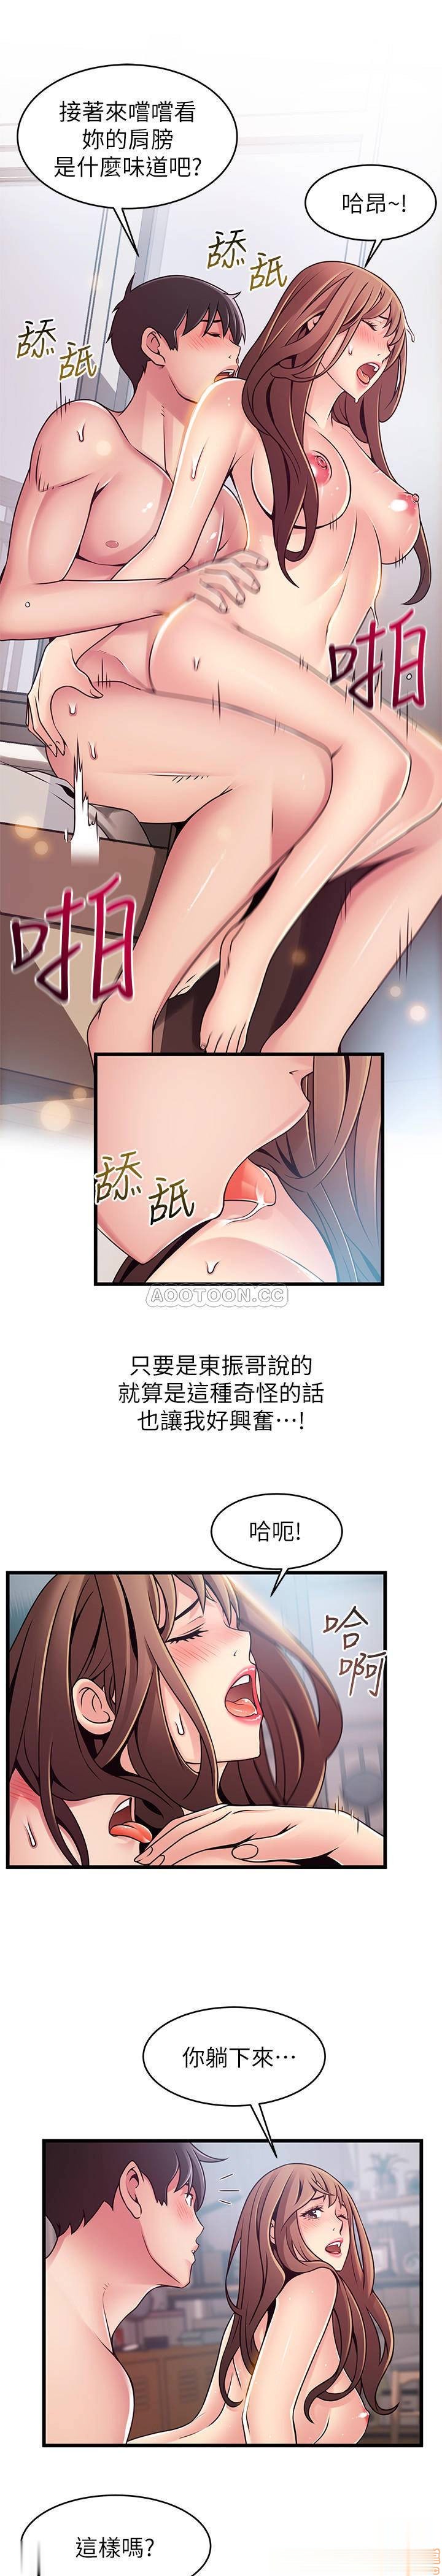 接著來嚐嚐看
妳的肩膀
是什麼味道吧?
哈昂~!
舔
舐
舔
舐
啪
啪
舔
舐
AOOTOON.CC
只要是東振哥說的
就算是這種奇怪的話
也讓我好興奮…!
哈呃!
哈
啊
你躺下來…
這樣嗎?